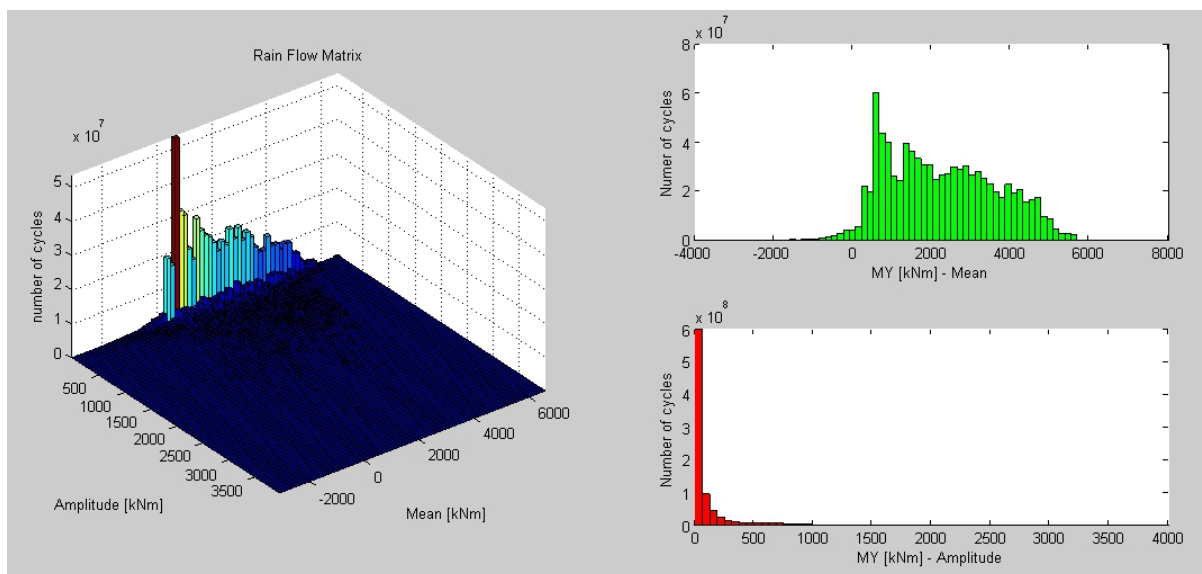 Rain Flow Matrix
x 10^7
5
4
3
2
1
0
number of cycles
500
1000
1500
2000
2500
3000
3500
Amplitude [kNm]
-2000
0
2000
4000
6000
Mean [kNm]
x 10^7
8
6
4
2
0
Numer of cycles
-4000 -2000 0 2000 4000 6000 8000
MY [kNm] - Mean
x 10^8
6
5
4
3
2
1
0
Number of cycles
0 500 1000 1500 2000 2500 3000 3500 4000
MY [kNm] - Amplitude